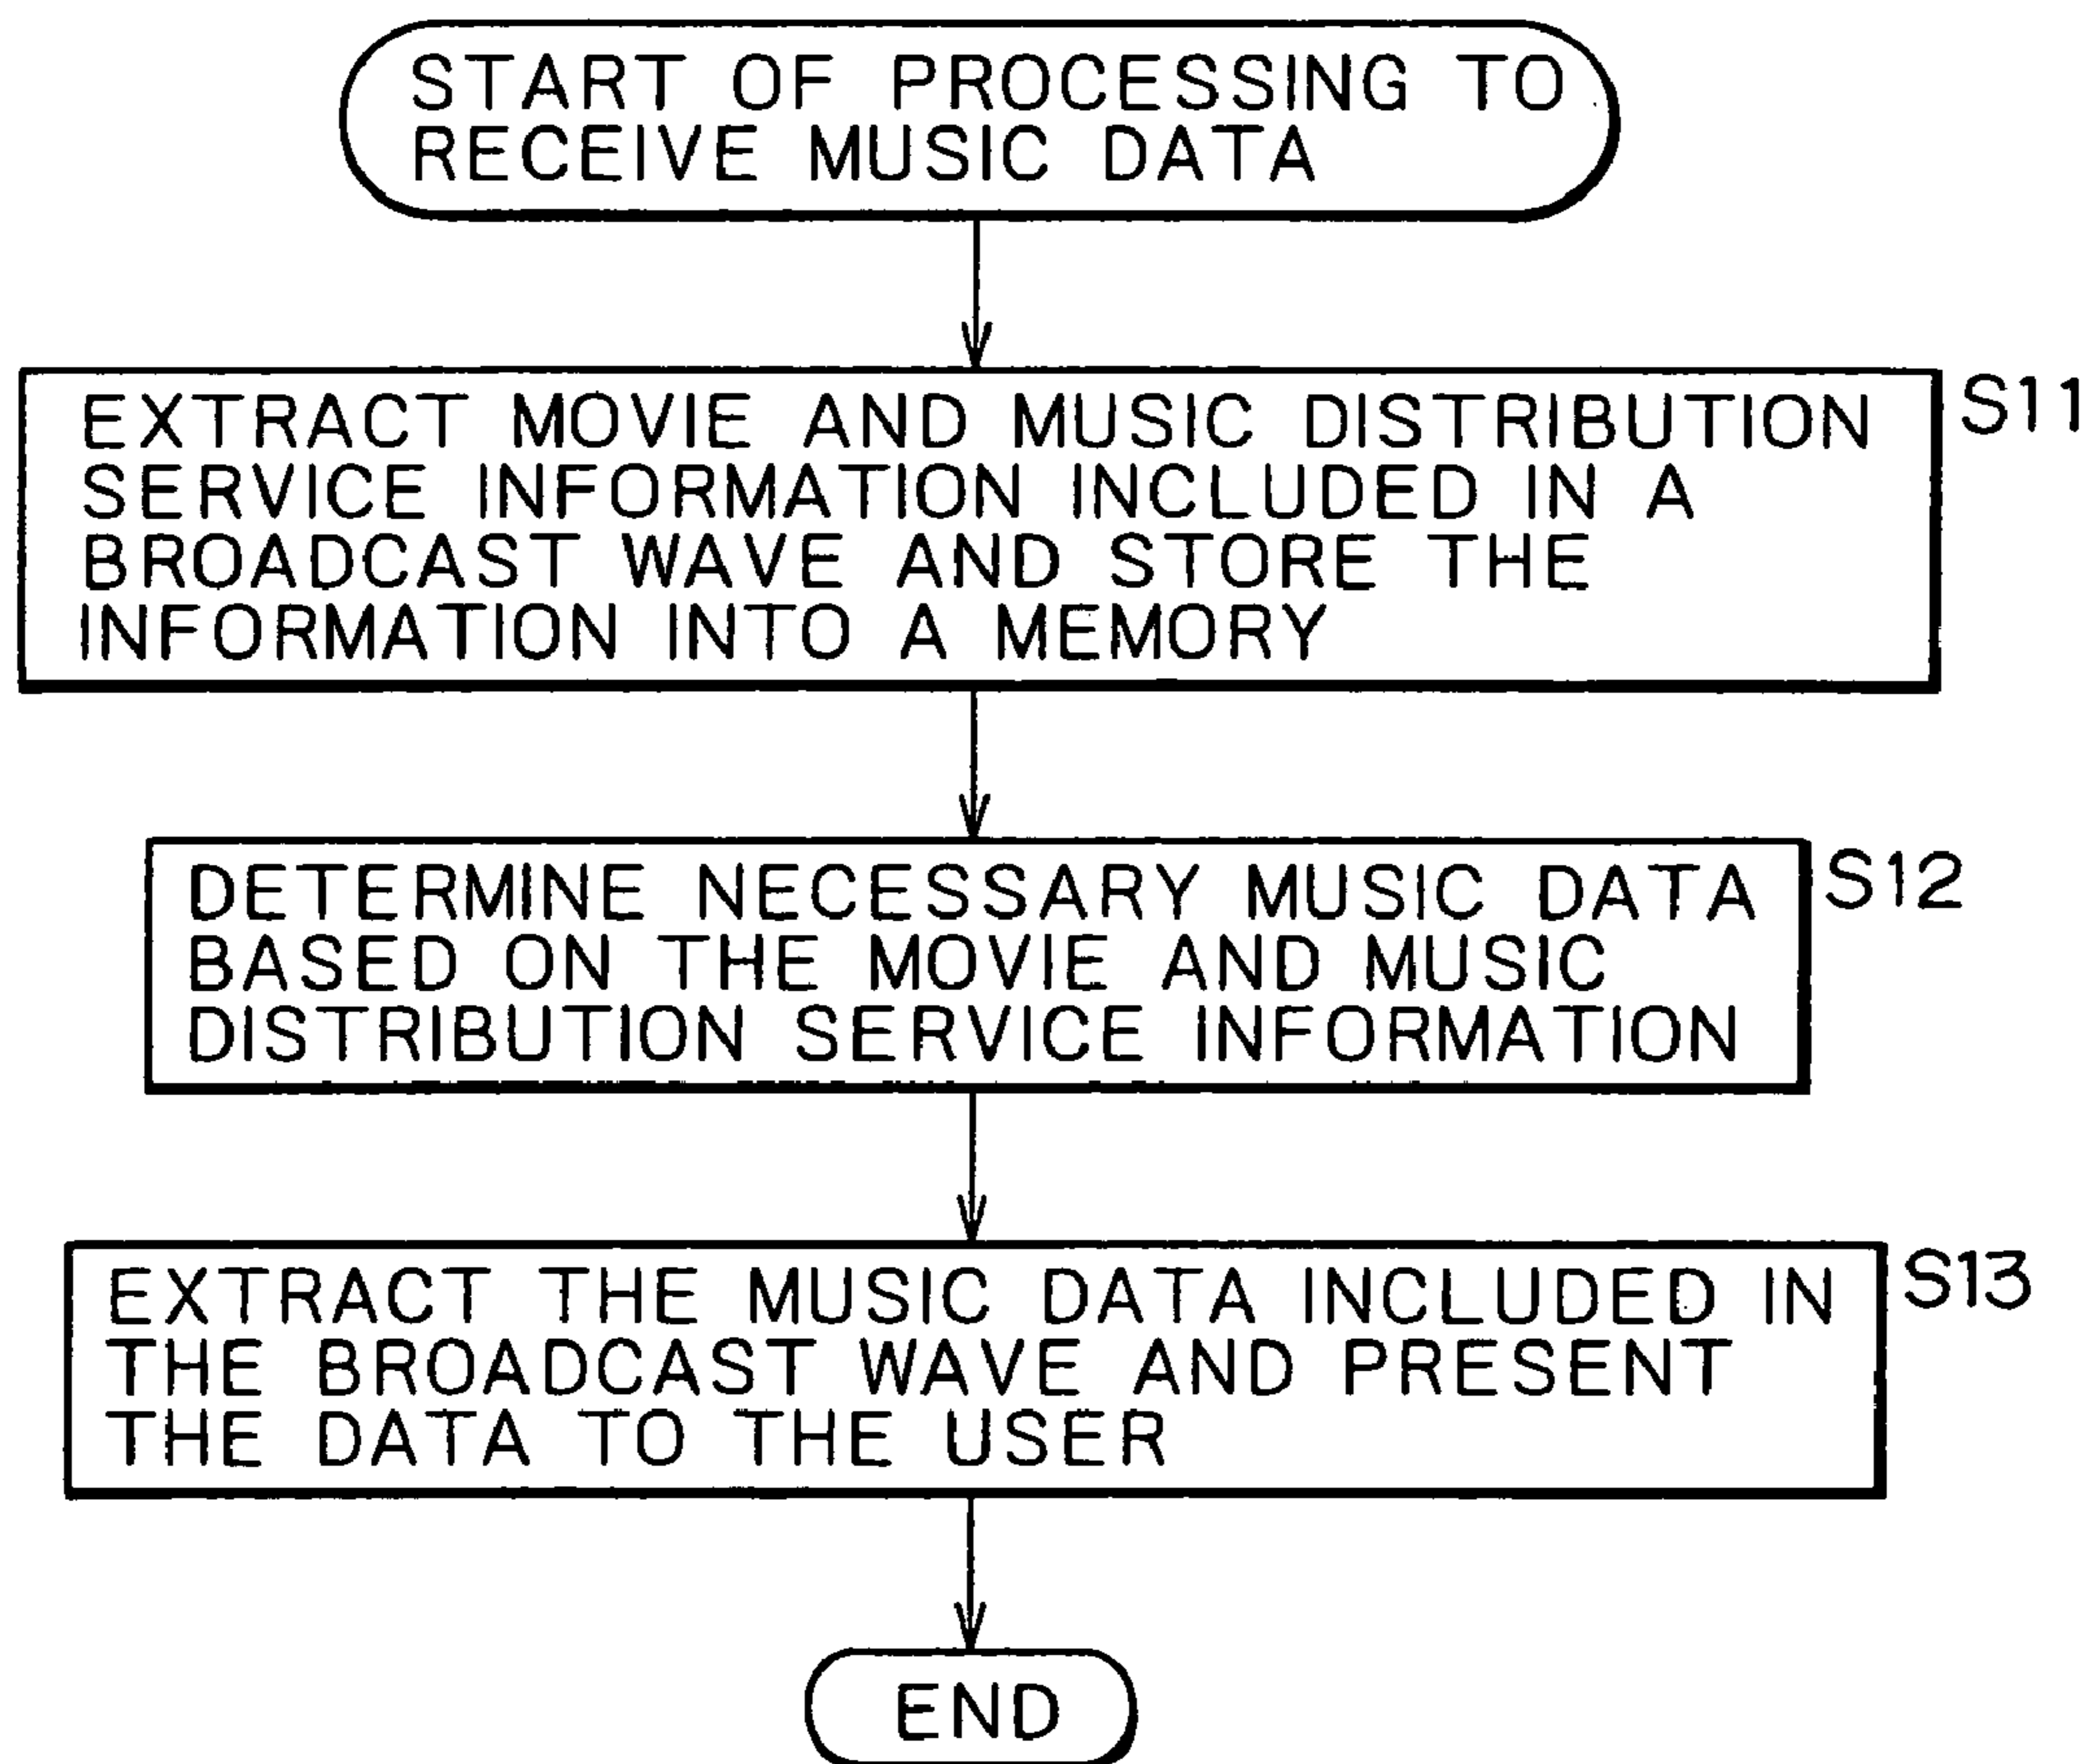 START OF PROCESSING TO
RECEIVE MUSIC DATA
EXTRACT MOVIE AND MUSIC DISTRIBUTION
SERVICE INFORMATION INCLUDED IN A
BROADCAST WAVE AND STORE THE
INFORMATION INTO A MEMORY
S11
DETERMINE NECESSARY MUSIC DATA
BASED ON THE MOVIE AND MUSIC
DISTRIBUTION SERVICE INFORMATION
S12
EXTRACT THE MUSIC DATA INCLUDED IN
THE BROADCAST WAVE AND PRESENT
THE DATA TO THE USER
S13
END